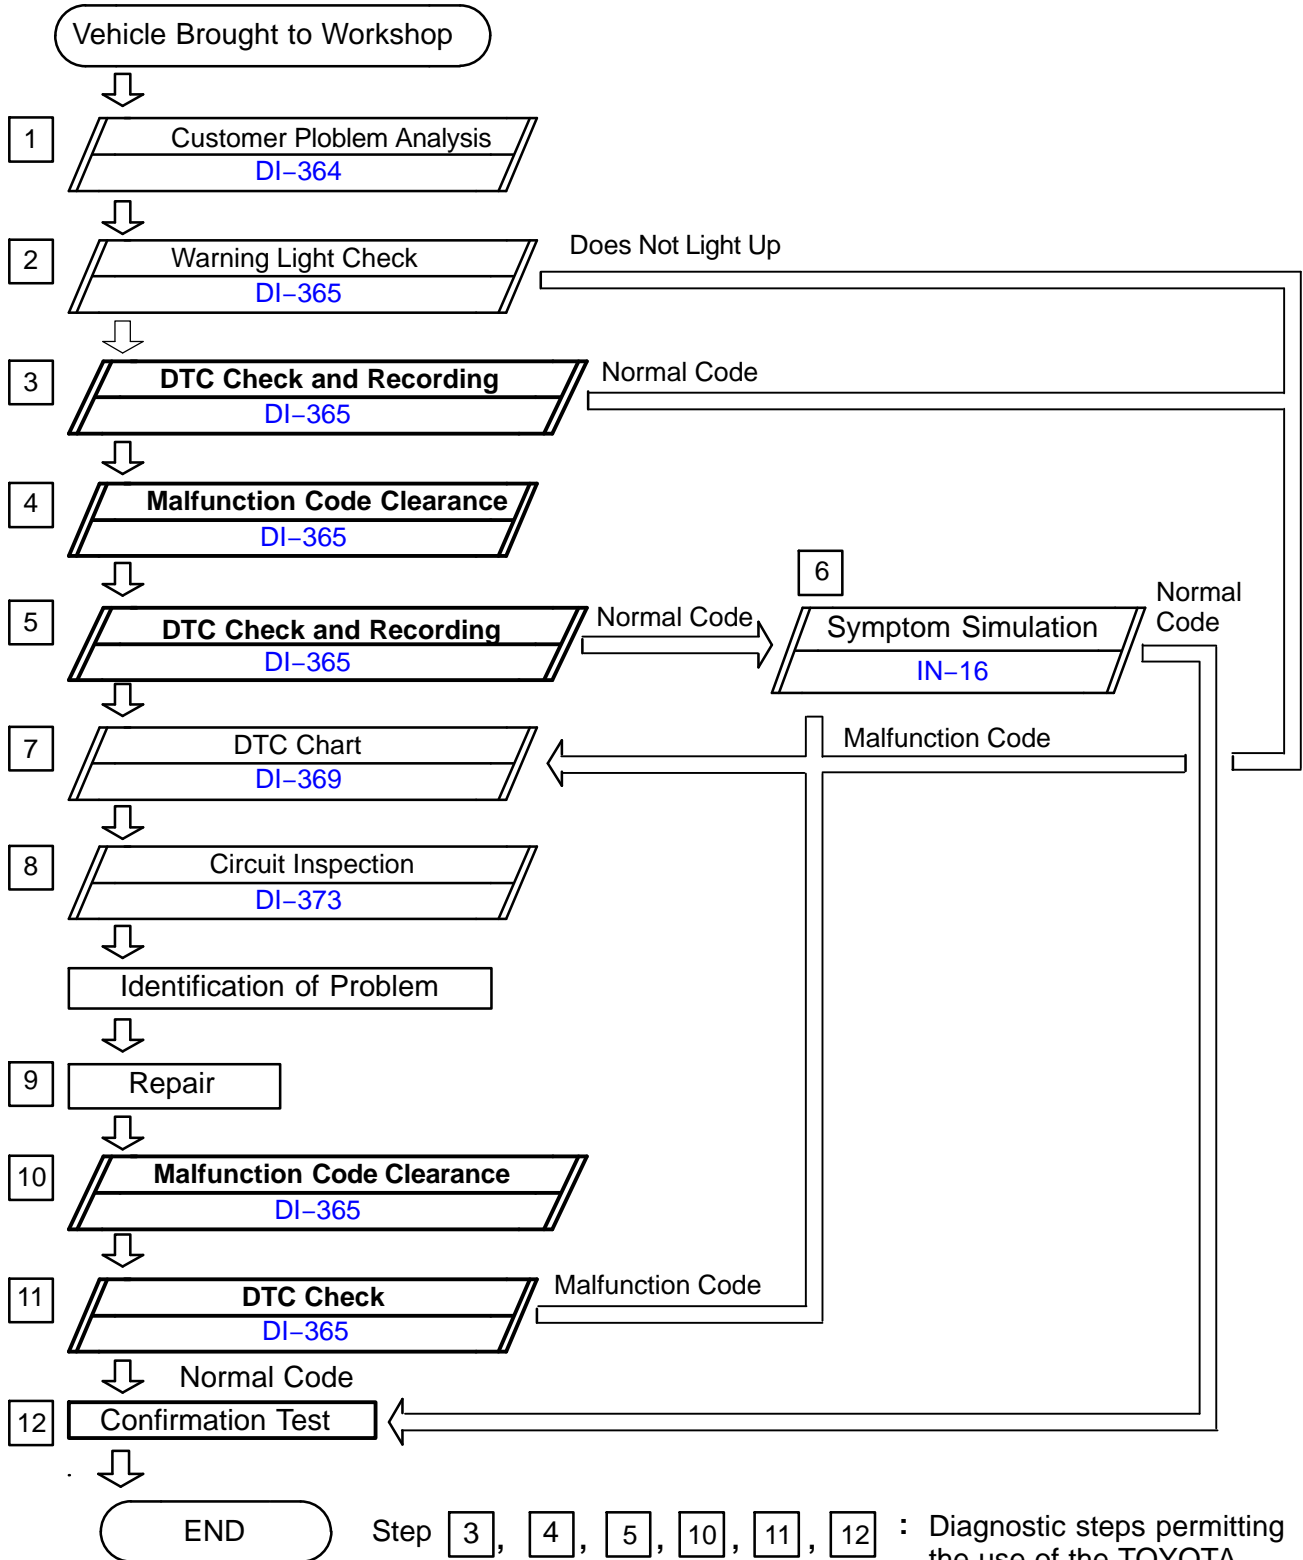 Vehicle Brought to Workshop
1
Customer Ploblem Analysis
DI–364
2
Warning Light Check
DI–365
Does Not Light Up
3
DTC Check and Recording
DI–365
Normal Code
4
Malfunction Code Clearance
DI–365
5
DTC Check and Recording
DI–365
Normal Code
6
Symptom Simulation
IN–16
Normal
Code
7
DTC Chart
DI–369
Malfunction Code
8
Circuit Inspection
DI–373
Identification of Problem
9
Repair
10
Malfunction Code Clearance
DI–365
11
DTC Check
DI–365
Malfunction Code
Normal Code
12
Confirmation Test
END
Step 3, 4, 5, 10, 11, 12 : Diagnostic steps permitting
the use of the TOYOTA